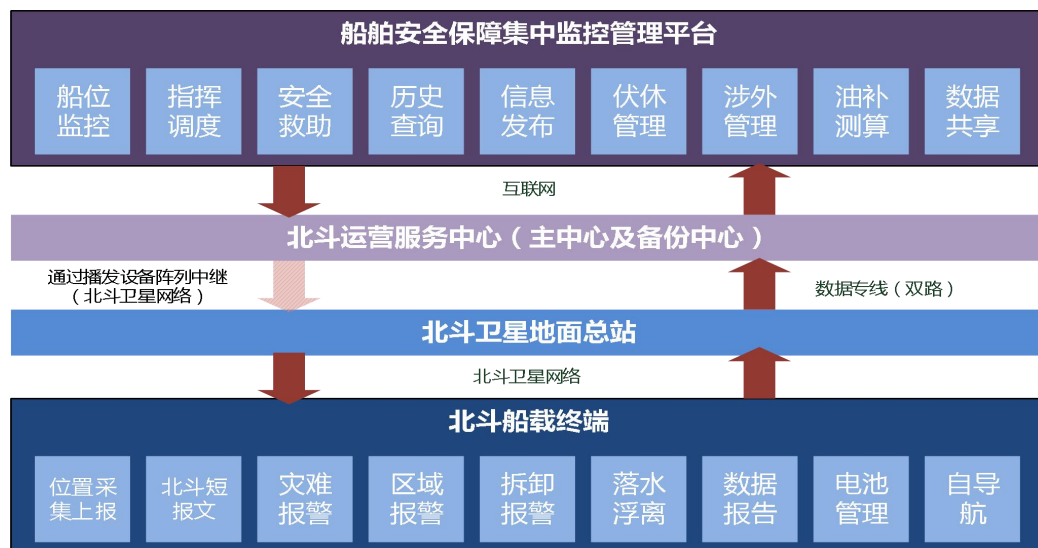 船舶安全保障集中监控管理平台
船位
监控
指挥
调度
安全
救助
历史
查询
信息
发布
伏休
管理
涉外
管理
油补
测算
数据
共享
互联网
北斗运营服务中心（主中心及备份中心）
通过播发设备阵列中继
（北斗卫星网络）
数据专线（双路）
北斗卫星地面总站
北斗卫星网络
北斗船载终端
位置采
集上报
北斗短
报文
灾难
报警
区域
报警
拆卸
报警
落水
浮离
数据
报告
电池
管理
自导
航